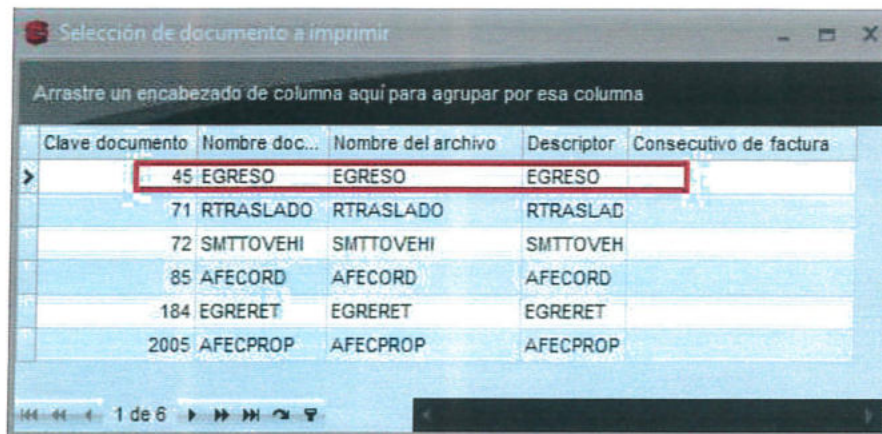 Selección de documento a imprimir
Arrastre un encabezado de columna aquí para agrupar por esa columna
Clave documento Nombre doc... Nombre del archivo Descriptor Consecutivo de factura
45 EGRESO EGRESO EGRESO
71 RTRASLADO RTRASLADO RTRASLAD
72 SMTTOVEHI SMTTOVEHI SMTTOVEH
85 AFECORD AFECORD AFECORD
184 EGRERET EGRERET EGRERET
2005 AFECPROP AFECPROP AFECPROP
1 de 6